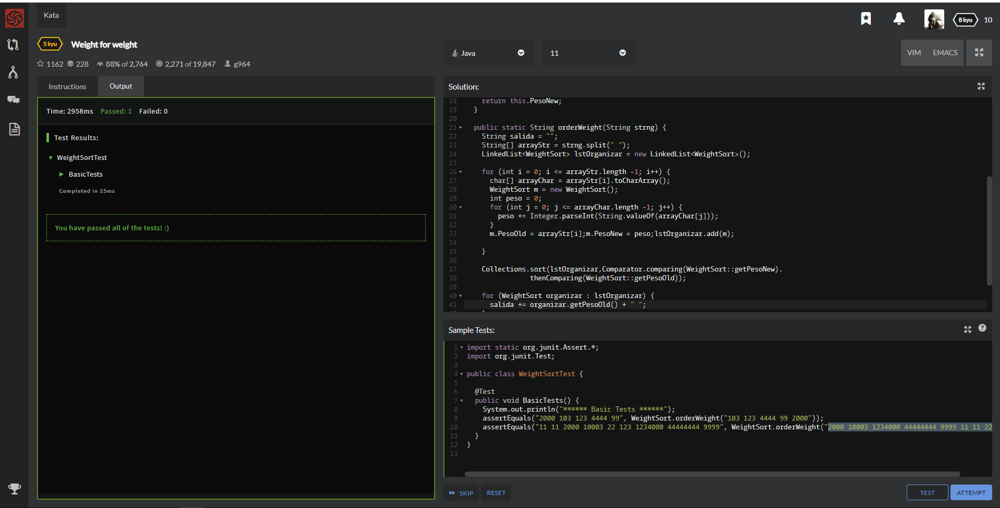 Kata
8 kyu 10
5 kyu Weight for weight
1162 228 88% of 2,764 2,271 of 19,847 g964
Java 11
VIM EMACS
Instructions Output
Time: 2958ms Passed: 1 Failed: 0
Test Results:
WeightSortTest
BasicTests
Completed in 25ms
You have passed all of the tests! :)
Solution:
18 return this.PesoNew;
19 }
20
21 public static String orderWeight(String strng) {
22 String salida = "";
23 String[] arrayStr = strng.split(" ");
24 LinkedList<WeightSort> lstOrganizar = new LinkedList<WeightSort>();
25
26 for (int i = 0; i <= arrayStr.length -1; i++) {
27 char[] arrayChar = arrayStr[i].toCharArray();
28 WeightSort m = new WeightSort();
29 int peso = 0;
30 for (int j = 0; j <= arrayChar.length -1; j++) {
31 peso += Integer.parseInt(String.valueOf(arrayChar[j]));
32 }
33 m.PesoOld = arrayStr[i];m.PesoNew = peso;lstOrganizar.add(m);
34
35 }
36
37 Collections.sort(lstOrganizar,Comparator.comparing(WeightSort::getPesoNew).
38 thenComparing(WeightSort::getPesoOld));
39
40 for (WeightSort organizar : lstOrganizar) {
41 salida += organizar.getPesoOld() + " ";
Sample Tests:
1 import static org.junit.Assert.*;
2 import org.junit.Test;
3
4 public class WeightSortTest {
5
6 @Test
7 public void BasicTests() {
8 System.out.println("****** Basic Tests ******");
9 assertEquals("2000 103 123 4444 99", WeightSort.orderWeight("103 123 4444 99 2000"));
10 assertEquals("11 11 2000 10003 22 123 1234000 44444444 9999", WeightSort.orderWeight("2000 10003 1234000 44444444 9999 11 11 22
11 }
12 }
13
SKIP RESET
TEST ATTEMPT